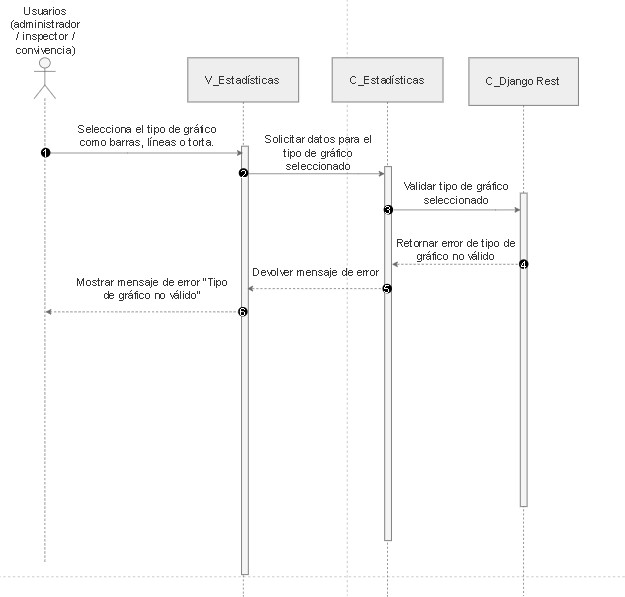 Usuarios
(administrador
/ inspector /
convivencia)
V_Estadísticas
C_Estadísticas
C_Django Rest
Selecciona el tipo de gráfico
como barras, líneas o torta.
1
Solicitar datos para el
tipo de gráfico
seleccionado
2
Validar tipo de gráfico
seleccionado
3
Retornar error de tipo de
gráfico no válido
4
Devolver mensaje de error
5
Mostrar mensaje de error "Tipo
de gráfico no válido"
6